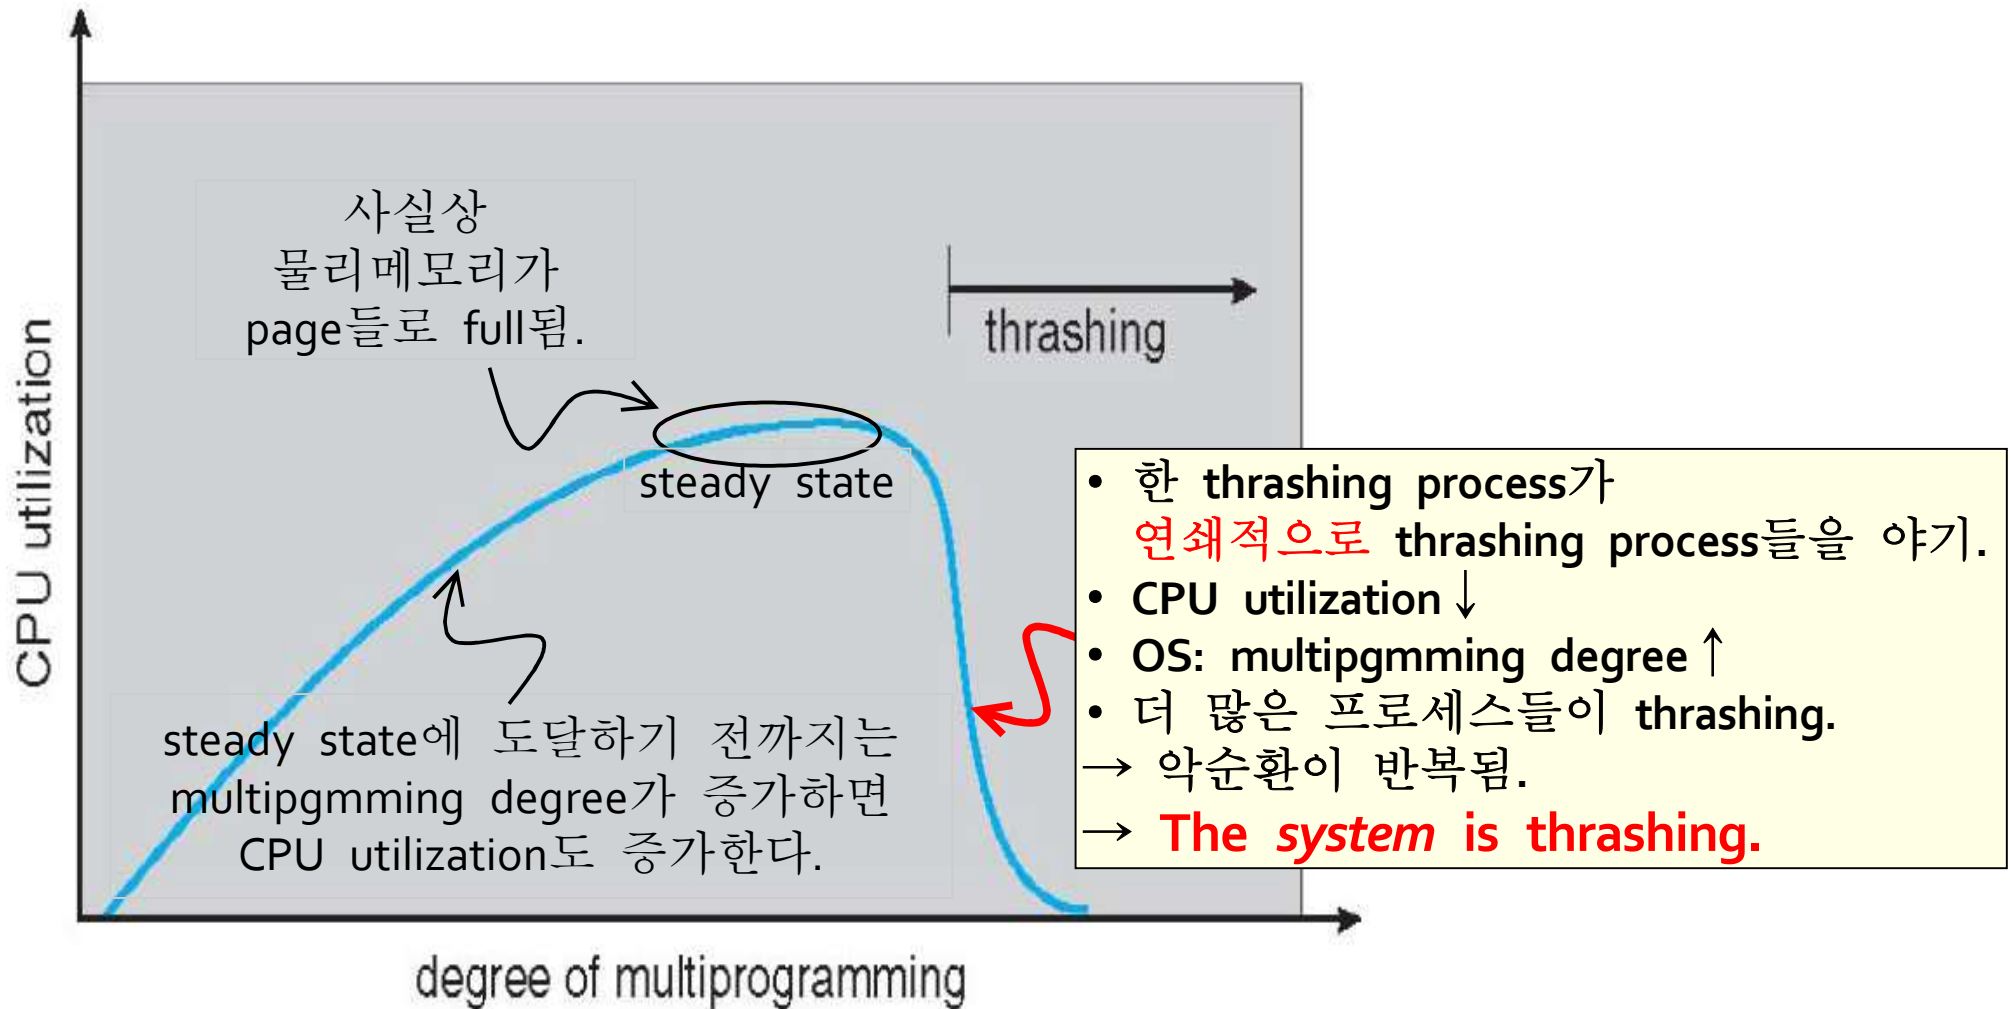 사실상
물리메모리가
page들로 full됨.
thrashing
steady state
CPU utilization
• 한 thrashing process가
연쇄적으로 thrashing process들을 야기.
• CPU utilization↓
• OS: multipgmming degree↑
• 더 많은 프로세스들이 thrashing.
→ 악순환이 반복됨.
→ The system is thrashing.
steady state에 도달하기 전까지는
multipgmming degree가 증가하면
CPU utilization도 증가한다.
degree of multiprogramming